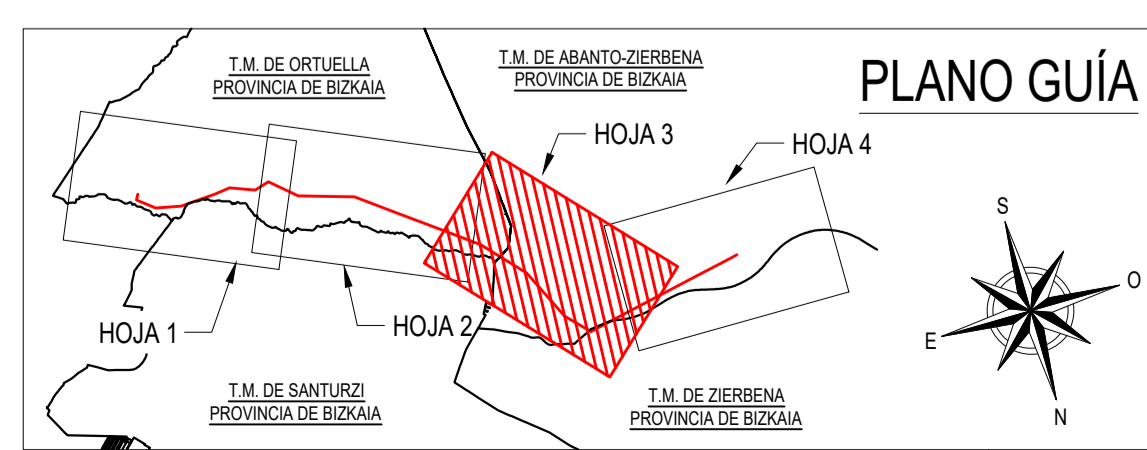 T.M. DE ORTUELLA
PROVINCIA DE BIZKAIA
T.M. DE ABANTO-ZIERBENA
PROVINCIA DE BIZKAIA
PLANO GUÍA
HOJA 3
HOJA 4
HOJA 1
HOJA 2
S
O
E
N
T.M. DE SANTURZI
PROVINCIA DE BIZKAIA
T.M. DE ZIERBENA
PROVINCIA DE BIZKAIA